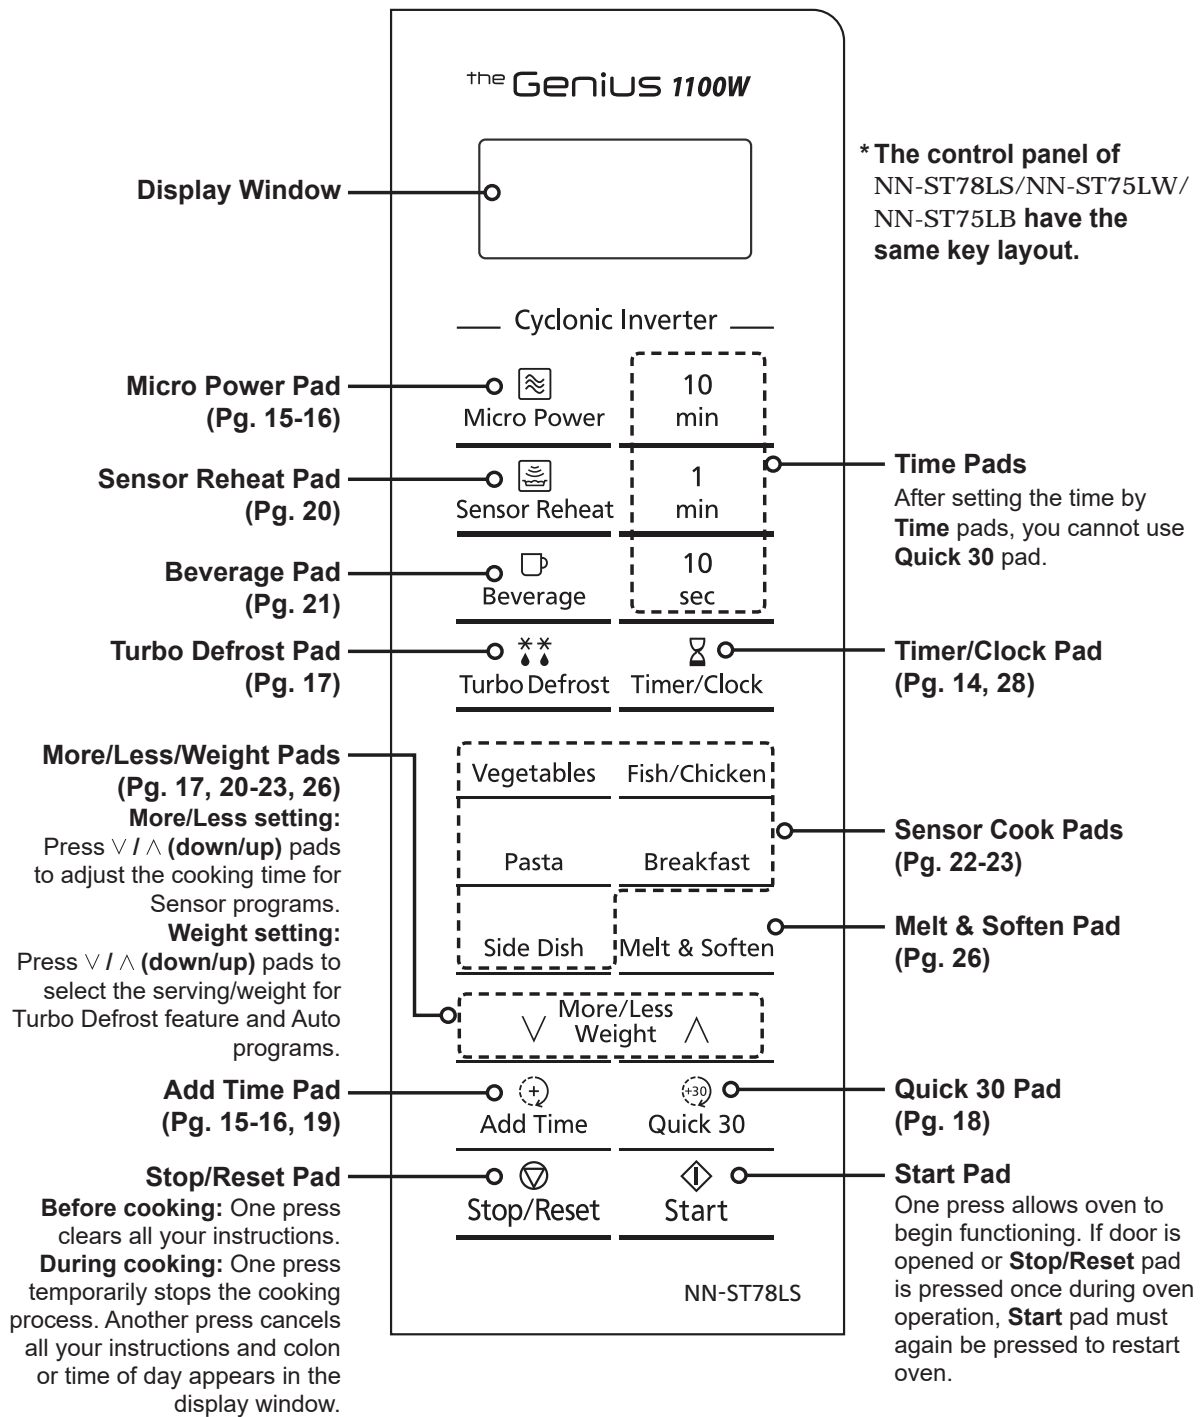 the Genius 1100W
Display Window
* The control panel of
NN-ST78LS/NN-ST75LW/
NN-ST75LB have the
same key layout.
Cyclonic Inverter
Micro Power Pad
(Pg. 15-16)
Micro Power
10
min
Sensor Reheat Pad
(Pg. 20)
Sensor Reheat
1
min
Time Pads
After setting the time by
Time pads, you cannot use
Quick 30 pad.
Beverage Pad
(Pg. 21)
Beverage
10
sec
Turbo Defrost Pad
(Pg. 17)
Turbo Defrost
Timer/Clock
Timer/Clock Pad
(Pg. 14, 28)
More/Less/Weight Pads
(Pg. 17, 20-23, 26)
More/Less setting:
Press ∨ / ∧ (down/up) pads
to adjust the cooking time for
Sensor programs.
Weight setting:
Press ∨ / ∧ (down/up) pads to
select the serving/weight for
Turbo Defrost feature and Auto
programs.
Vegetables
Fish/Chicken
Pasta
Breakfast
Sensor Cook Pads
(Pg. 22-23)
Side Dish
Melt & Soften
Melt & Soften Pad
(Pg. 26)
More/Less
∨ Weight ∧
Add Time Pad
(Pg. 15-16, 19)
+
Add Time
+30
Quick 30
Quick 30 Pad
(Pg. 18)
Stop/Reset Pad
Before cooking: One press
clears all your instructions.
During cooking: One press
temporarily stops the cooking
process. Another press cancels
all your instructions and colon
or time of day appears in the
display window.
Stop/Reset
Start
Start Pad
One press allows oven to
begin functioning. If door is
opened or Stop/Reset pad
is pressed once during oven
operation, Start pad must
again be pressed to restart
oven.
NN-ST78LS